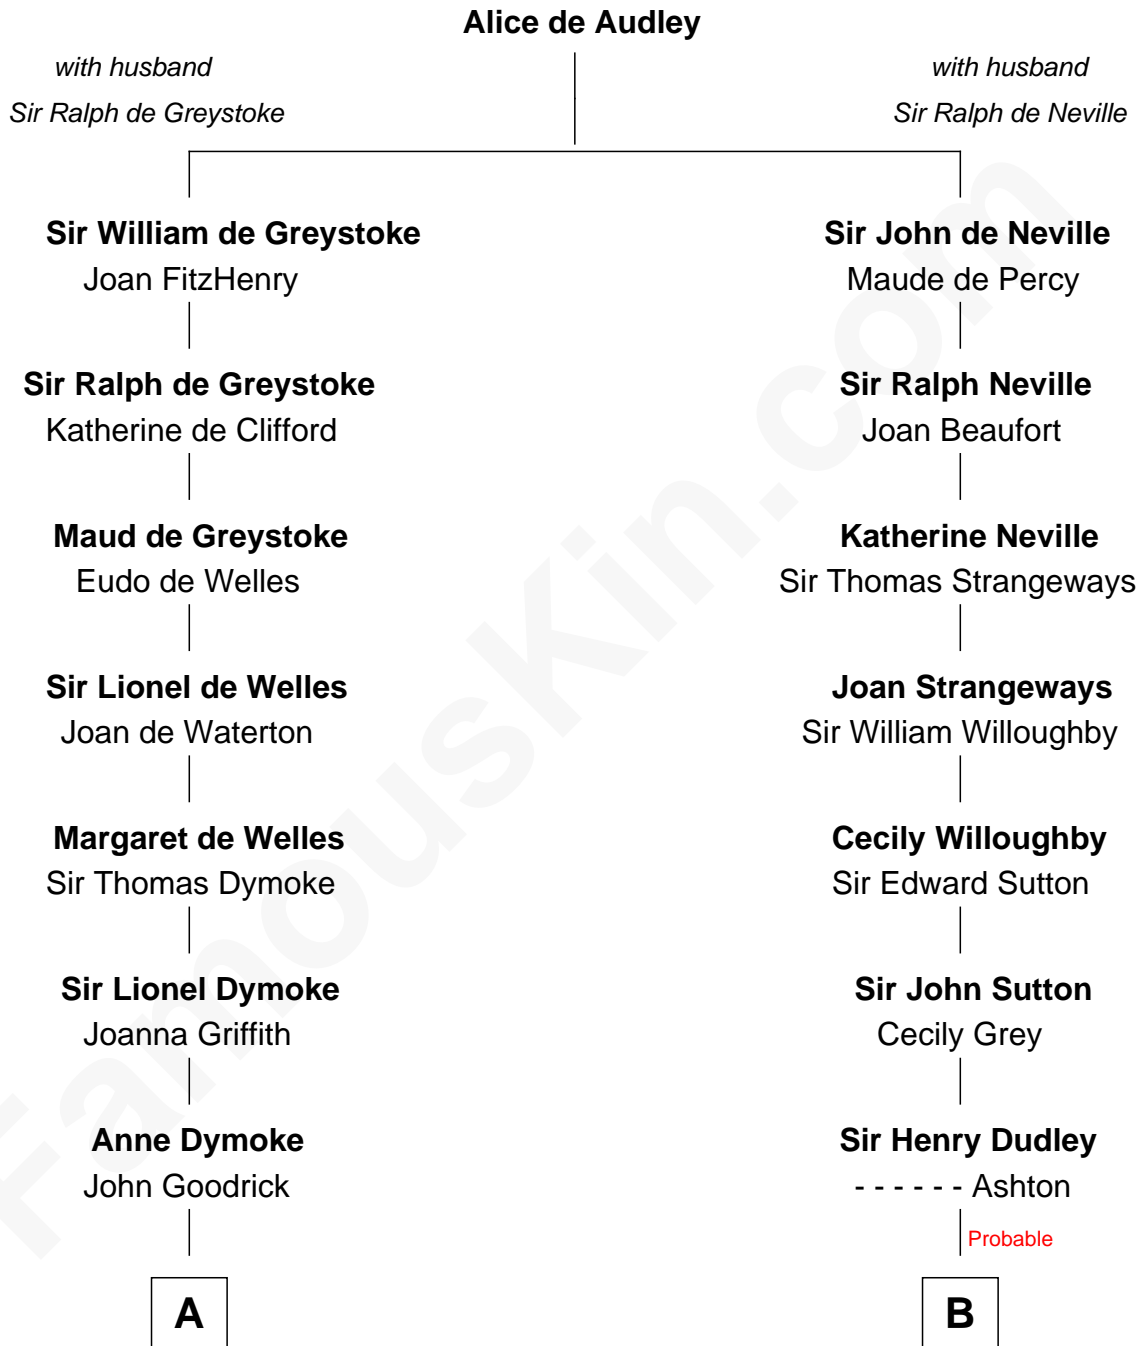 Alice de Audley
with husband
Sir Ralph de Greystoke
with husband
Sir Ralph de Neville
Sir William de Greystoke
Joan FitzHenry
Sir John de Neville
Maude de Percy
Sir Ralph de Greystoke
Katherine de Clifford
Sir Ralph Neville
Joan Beaufort
Maud de Greystoke
Eudo de Welles
Katherine Neville
Sir Thomas Strangeways
Sir Lionel de Welles
Joan de Waterton
Joan Strangeways
Sir William Willoughby
Margaret de Welles
Sir Thomas Dymoke
Cecily Willoughby
Sir Edward Sutton
Sir Lionel Dymoke
Joanna Griffith
Sir John Sutton
Cecily Grey
Anne Dymoke
John Goodrick
Sir Henry Dudley
- - - - - - Ashton
Probable
A
B
FamousKin.com